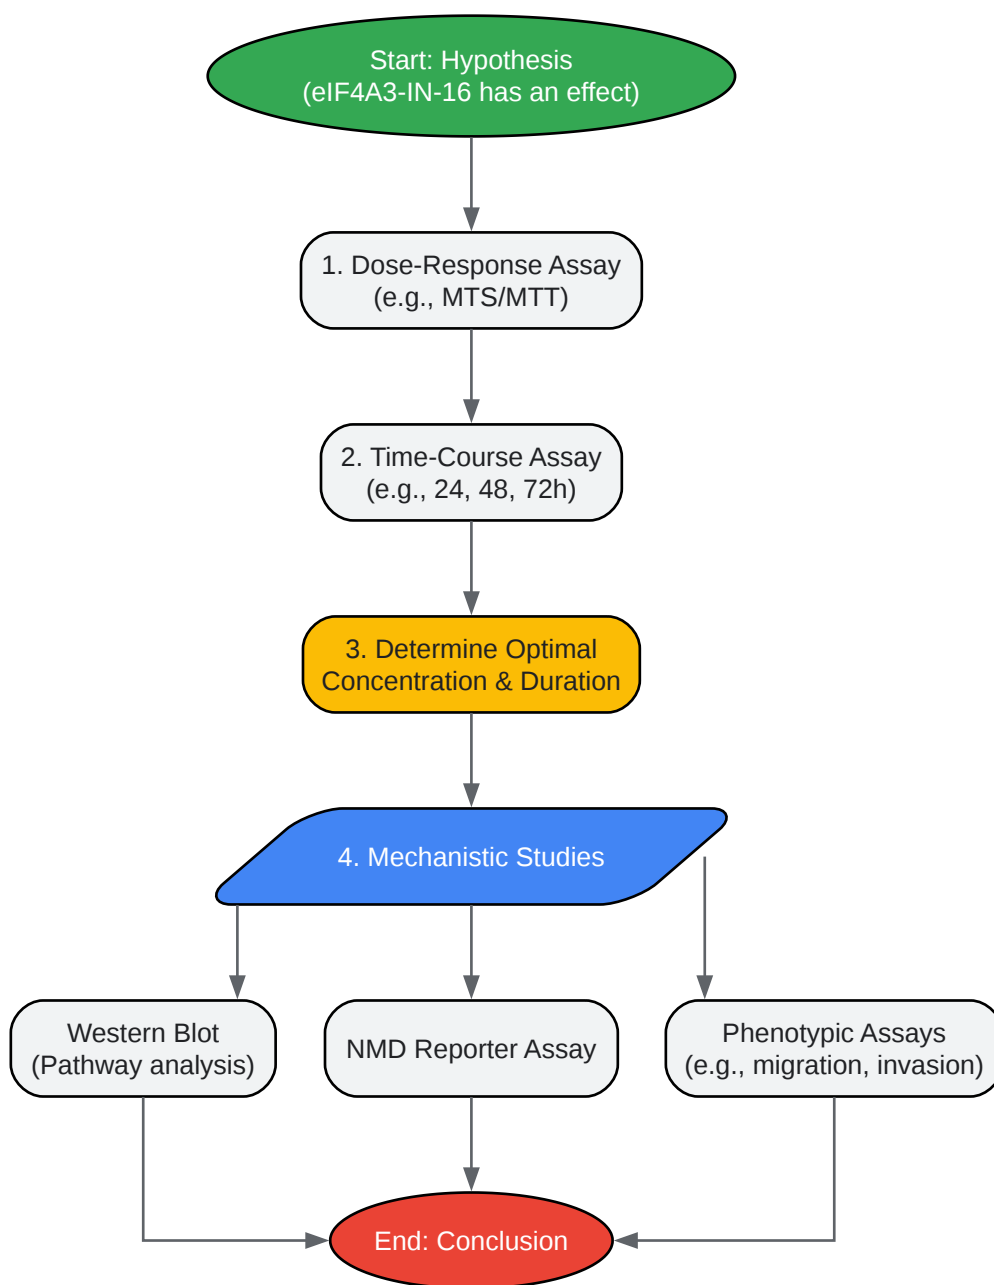 Start: Hypothesis
(eIF4A3-IN-16 has an effect)
1. Dose-Response Assay
(e.g., MTS/MTT)
2. Time-Course Assay
(e.g., 24, 48, 72h)
3. Determine Optimal
Concentration & Duration
4. Mechanistic Studies
Western Blot
(Pathway analysis)
NMD Reporter Assay
Phenotypic Assays
(e.g., migration, invasion)
End: Conclusion